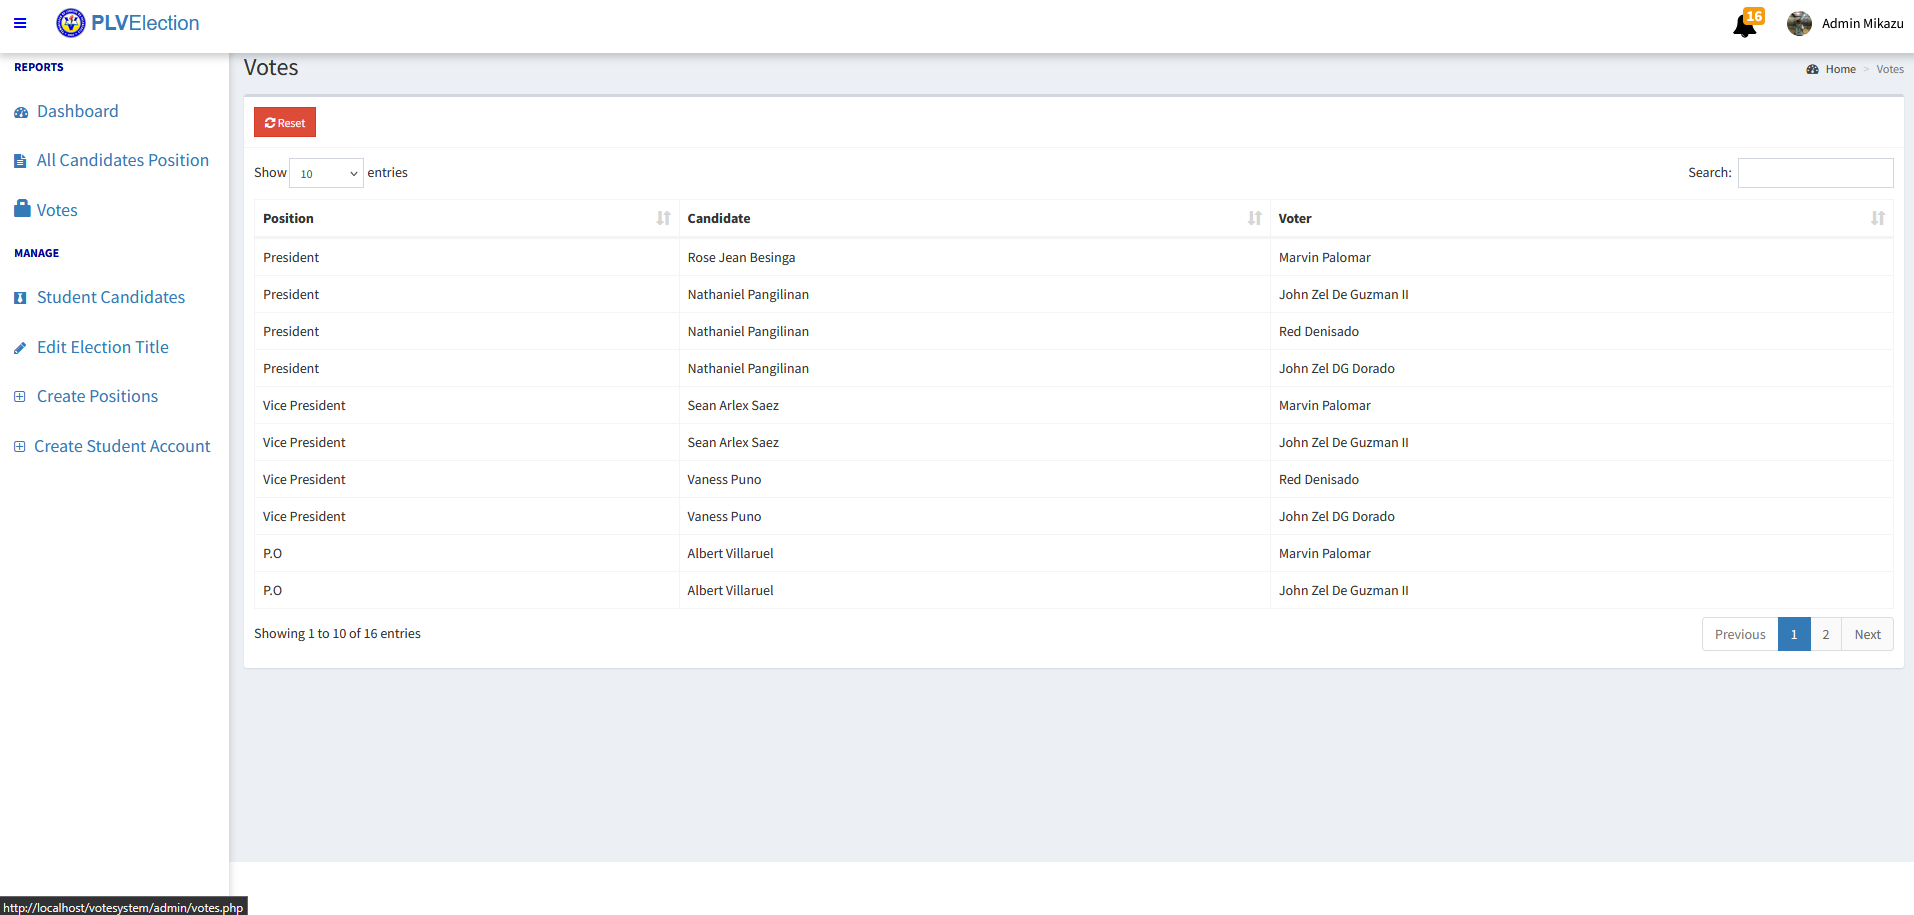 PLVElection
16
Admin Mikazu
REPORTS
Dashboard
All Candidates Position
Votes
MANAGE
Student Candidates
Edit Election Title
Create Positions
Create Student Account
Votes
Home > Votes
Reset
Show 10 entries
Search:
Position Candidate Voter
President Rose Jean Besinga Marvin Palomar
President Nathaniel Pangilinan John Zel De Guzman II
President Nathaniel Pangilinan Red Denisado
President Nathaniel Pangilinan John Zel DG Dorado
Vice President Sean Arlex Saez Marvin Palomar
Vice President Sean Arlex Saez John Zel De Guzman II
Vice President Vaness Puno Red Denisado
Vice President Vaness Puno John Zel DG Dorado
P.O Albert Villaruel Marvin Palomar
P.O Albert Villaruel John Zel De Guzman II
Showing 1 to 10 of 16 entries
Previous 1 2 Next
http://localhost/votesystem/admin/votes.php